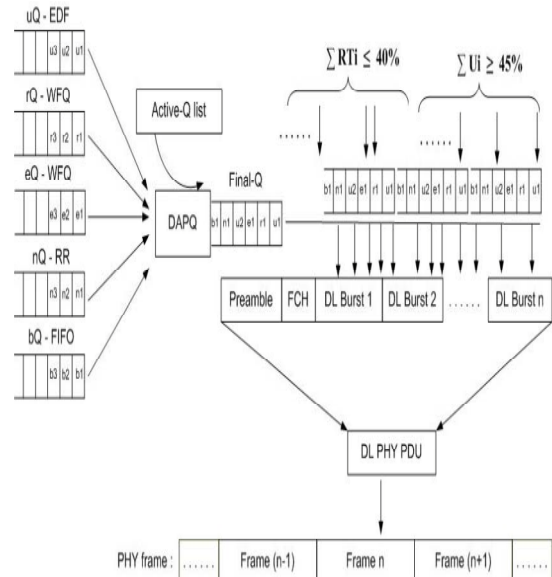 uQ - EDF
u3 u2 u1
rQ - WFQ
r3 r2 r1
eQ - WFQ
e3 e2 e1
nQ - RR
n3 n2 n1
bQ - FIFO
b3 b2 b1
Active-Q list
DAPQ
Final-Q
b1 n1 u2 e1 r1 u1
∑ RTi ≤ 40%
∑ Ui ≥ 45%
......
......
b1 n1 u2 e1 r1 u1 b1 n1 u2 e1 r1 u1 b1 n1 u2 e1 r1 u1
Preamble FCH DL Burst 1 DL Burst 2 ...... DL Burst n
DL PHY PDU
PHY frame : ...... Frame (n-1) Frame n Frame (n+1) ......